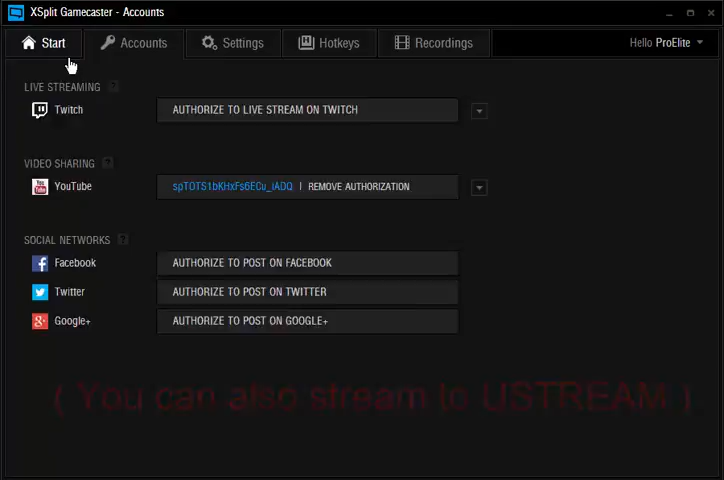 XSplit Gamecaster - Accounts
Start Accounts Settings Hotkeys Recordings Hello ProElite
LIVE STREAMING ?
Twitch AUTHORIZE TO LIVE STREAM ON TWITCH
VIDEO SHARING ?
YouTube spTOTS1bKHxFs6ECu_iADQ | REMOVE AUTHORIZATION
SOCIAL NETWORKS ?
Facebook AUTHORIZE TO POST ON FACEBOOK
Twitter AUTHORIZE TO POST ON TWITTER
Google+ AUTHORIZE TO POST ON GOOGLE+
( You can also stream to USTREAM )